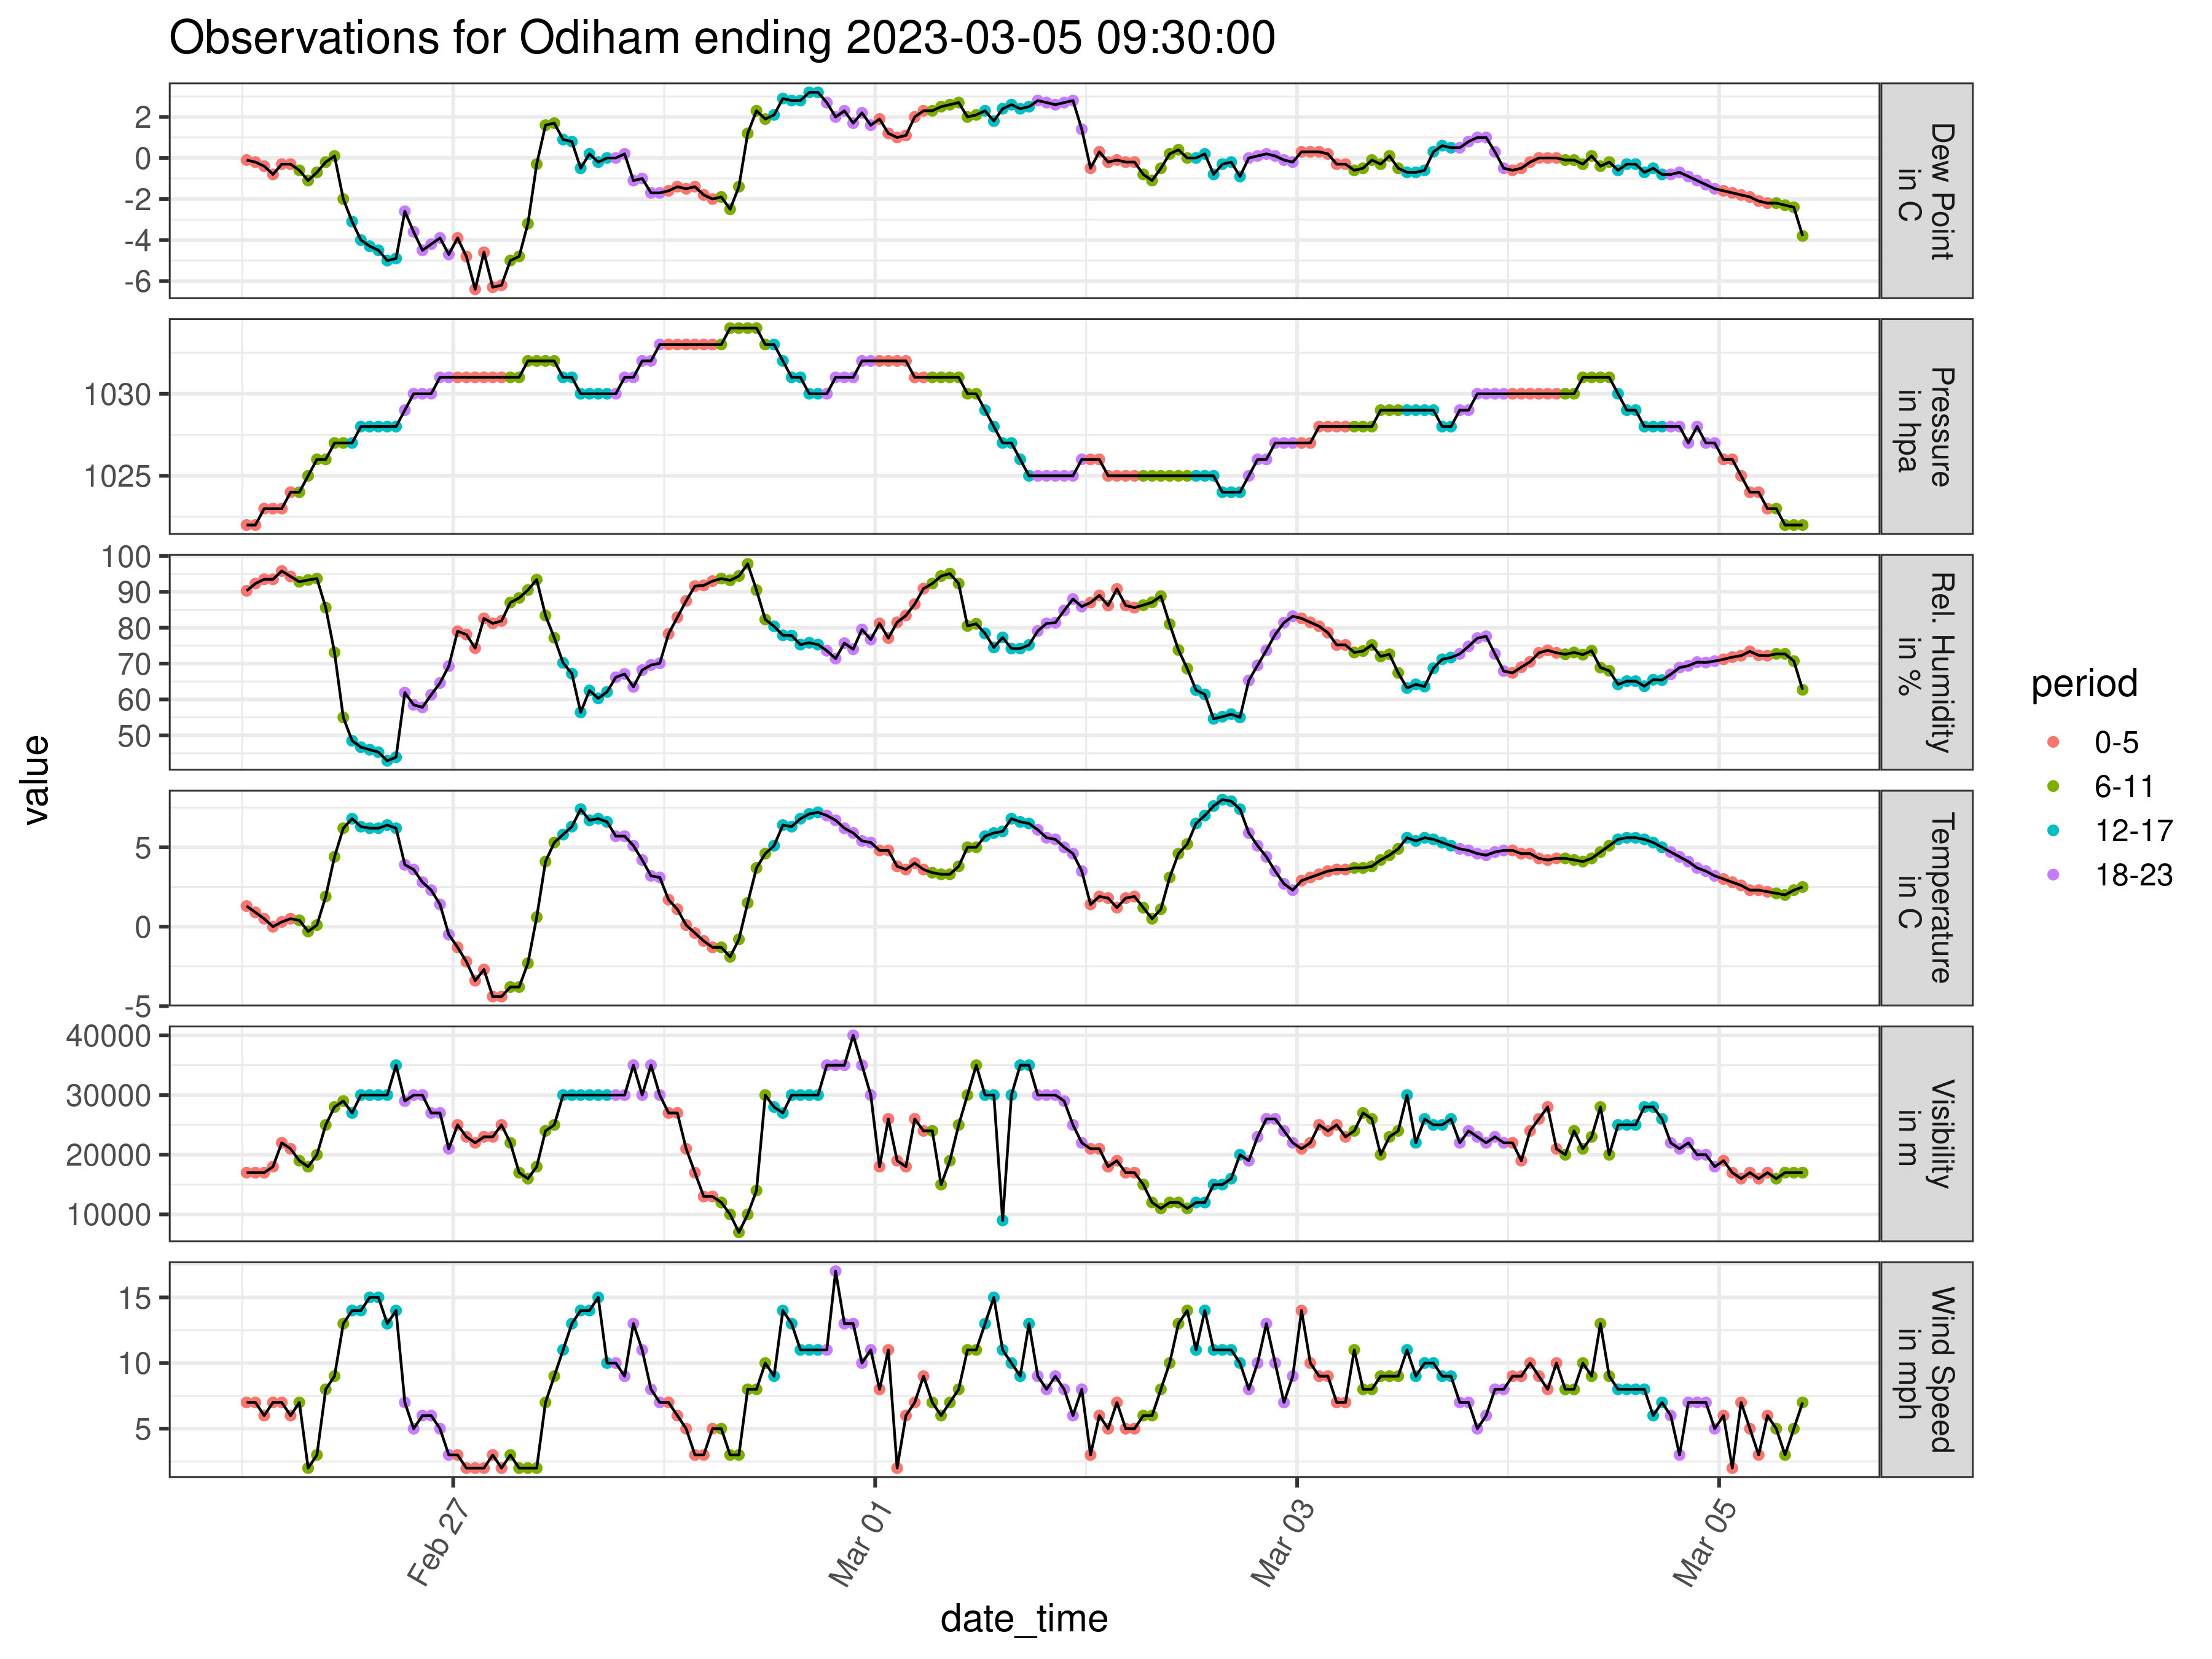 Observations for Odiham ending 2023-03-05 09:30:00
value
2
0
-2
-4
-6
Dew Point
in C
1030
1025
Pressure
in hpa
100
90
80
70
60
50
Rel. Humidity
in %
5
0
-5
Temperature
in C
40000
30000
20000
10000
Visibility
in m
15
10
5
Wind Speed
in mph
Feb 27
Mar 01
Mar 03
Mar 05
date_time
period
0-5
6-11
12-17
18-23